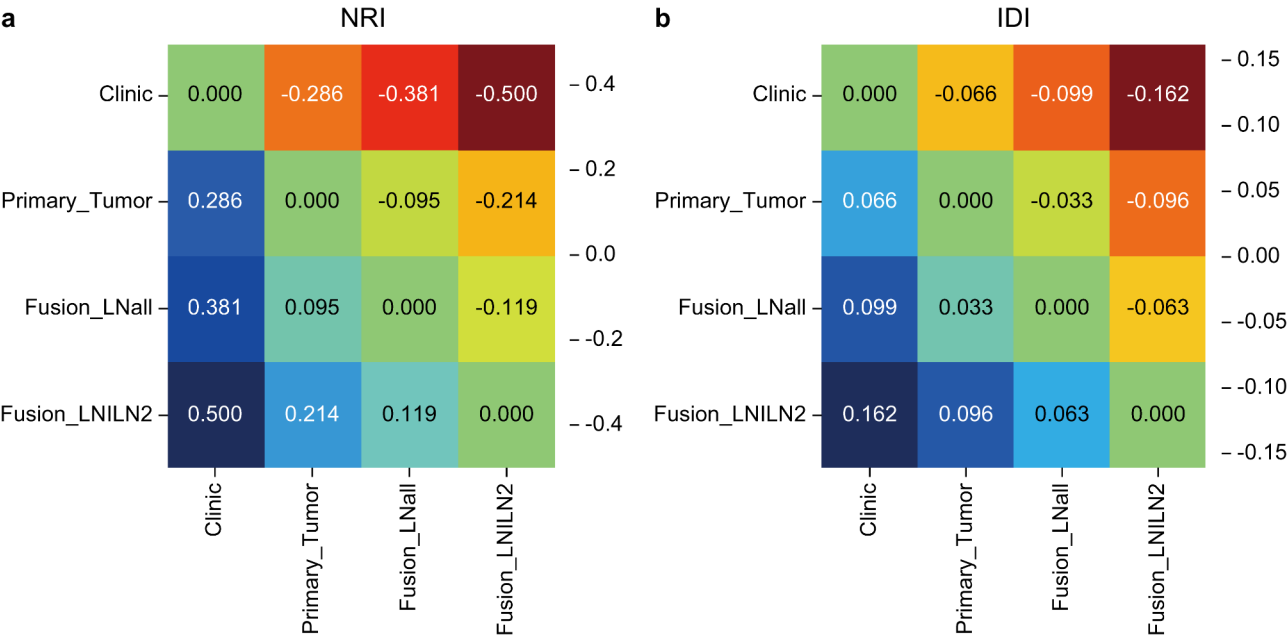 a NRI
Clinic 0.000 -0.286 -0.381 -0.500
Primary_Tumor 0.286 0.000 -0.095 -0.214
Fusion_LNall 0.381 0.095 0.000 -0.119
Fusion_LNILN2 0.500 0.214 0.119 0.000
0.4
0.2
0.0
-0.2
-0.4
Clinic
Primary_Tumor
Fusion_LNall
Fusion_LNILN2
b IDI
Clinic 0.000 -0.066 -0.099 -0.162
Primary_Tumor 0.066 0.000 -0.033 -0.096
Fusion_LNall 0.099 0.033 0.000 -0.063
Fusion_LNILN2 0.162 0.096 0.063 0.000
0.15
0.10
0.05
0.00
-0.05
-0.10
-0.15
Clinic
Primary_Tumor
Fusion_LNall
Fusion_LNILN2